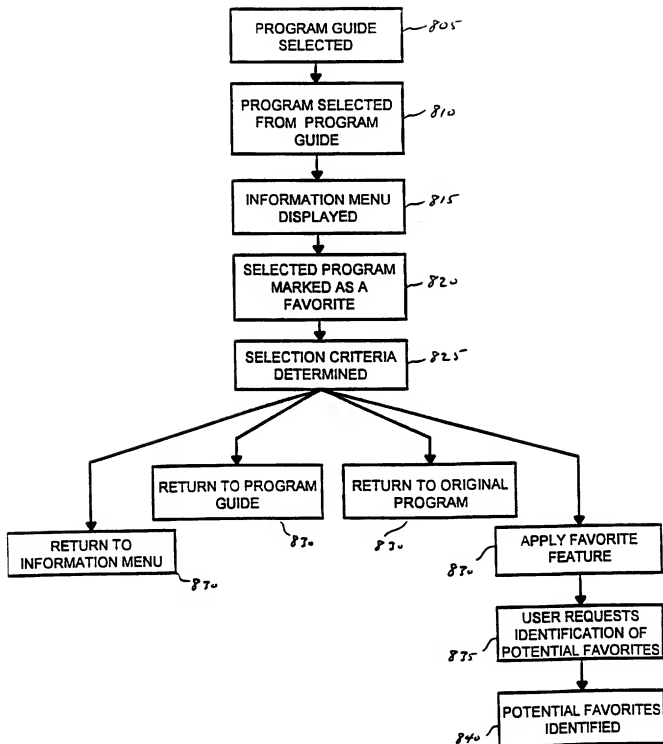 PROGRAM GUIDE
SELECTED
805
PROGRAM SELECTED
FROM PROGRAM
GUIDE
810
INFORMATION MENU
DISPLAYED
815
SELECTED PROGRAM
MARKED AS A
FAVORITE
820
SELECTION CRITERIA
DETERMINED
825
RETURN TO
INFORMATION MENU
830
RETURN TO PROGRAM
GUIDE
830
RETURN TO ORIGINAL
PROGRAM
830
APPLY FAVORITE
FEATURE
830
USER REQUESTS
IDENTIFICATION OF
POTENTIAL FAVORITES
835
POTENTIAL FAVORITES
IDENTIFIED
840